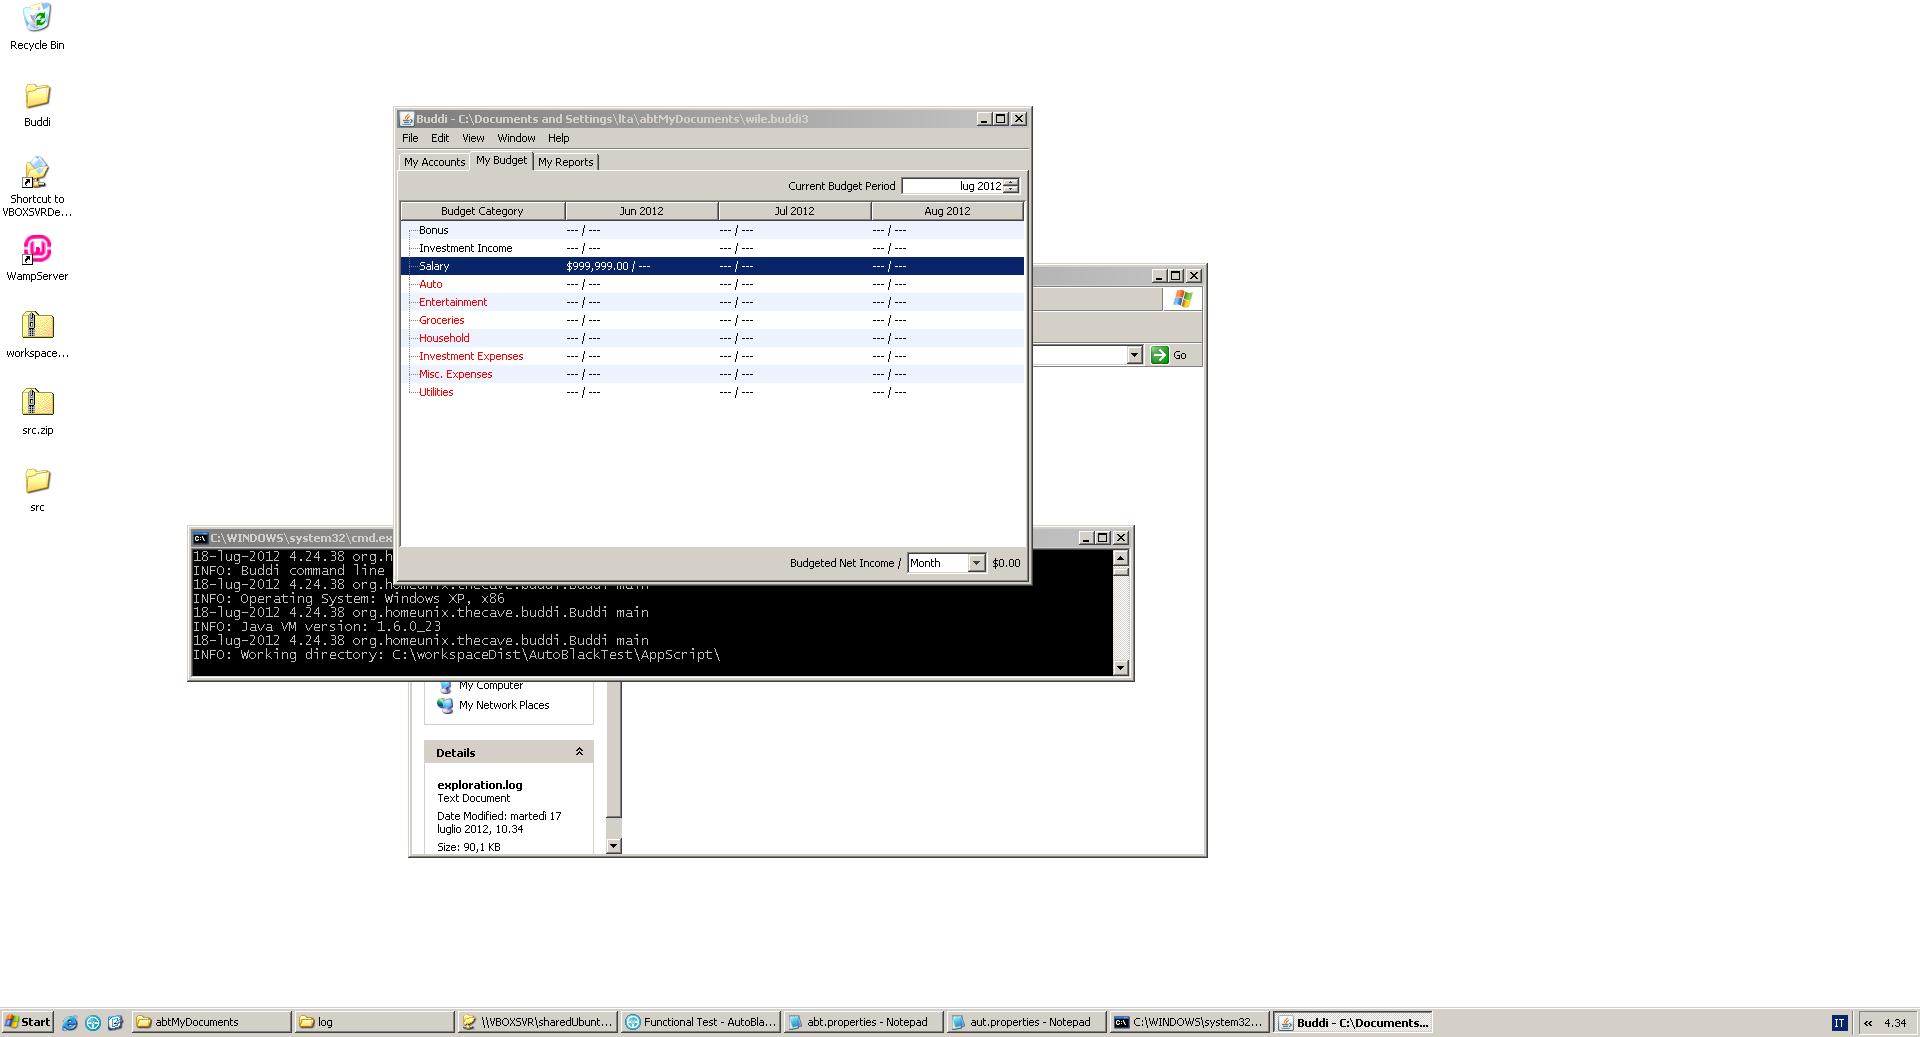 Recycle Bin
Buddi
Shortcut to
VBOXSVRDe...
WampServer
workspace...
src.zip
src
Buddi - C:\Documents and Settings\lta\abtMyDocuments\wile.buddi3
File Edit View Window Help
My Accounts My Budget My Reports
Current Budget Period lug 2012
Budget Category Jun 2012 Jul 2012 Aug 2012
Bonus --- / --- --- / --- --- / ---
Investment Income --- / --- --- / --- --- / ---
Salary $999,999.00 / --- --- / --- --- / ---
Auto --- / --- --- / --- --- / ---
Entertainment --- / --- --- / --- --- / ---
Groceries --- / --- --- / --- --- / ---
Household --- / --- --- / --- --- / ---
Investment Expenses --- / --- --- / --- --- / ---
Misc. Expenses --- / --- --- / --- --- / ---
Utilities --- / --- --- / --- --- / ---
Budgeted Net Income / Month $0.00
Go
C:\WINDOWS\system32\cmd.ex
18-lug-2012 4.24.38 org.h
INFO: Buddi command line
18-lug-2012 4.24.38 org.homeunix.thecave.buddi.Buddi main
INFO: Operating System: Windows XP, x86
18-lug-2012 4.24.38 org.homeunix.thecave.buddi.Buddi main
INFO: Java VM version: 1.6.0_23
18-lug-2012 4.24.38 org.homeunix.thecave.buddi.Buddi main
INFO: Working directory: C:\workspaceDist\AutoBlackTest\AppScript\
My Computer
My Network Places
Details
exploration.log
Text Document
Date Modified: martedì 17
luglio 2012, 10.34
Size: 90,1 KB
Start abtMyDocuments log \\VBOXSVR\sharedUbunt... Functional Test - AutoBla... abt.properties - Notepad aut.properties - Notepad C:\WINDOWS\system32... Buddi - C:\Documents... IT « 4.34